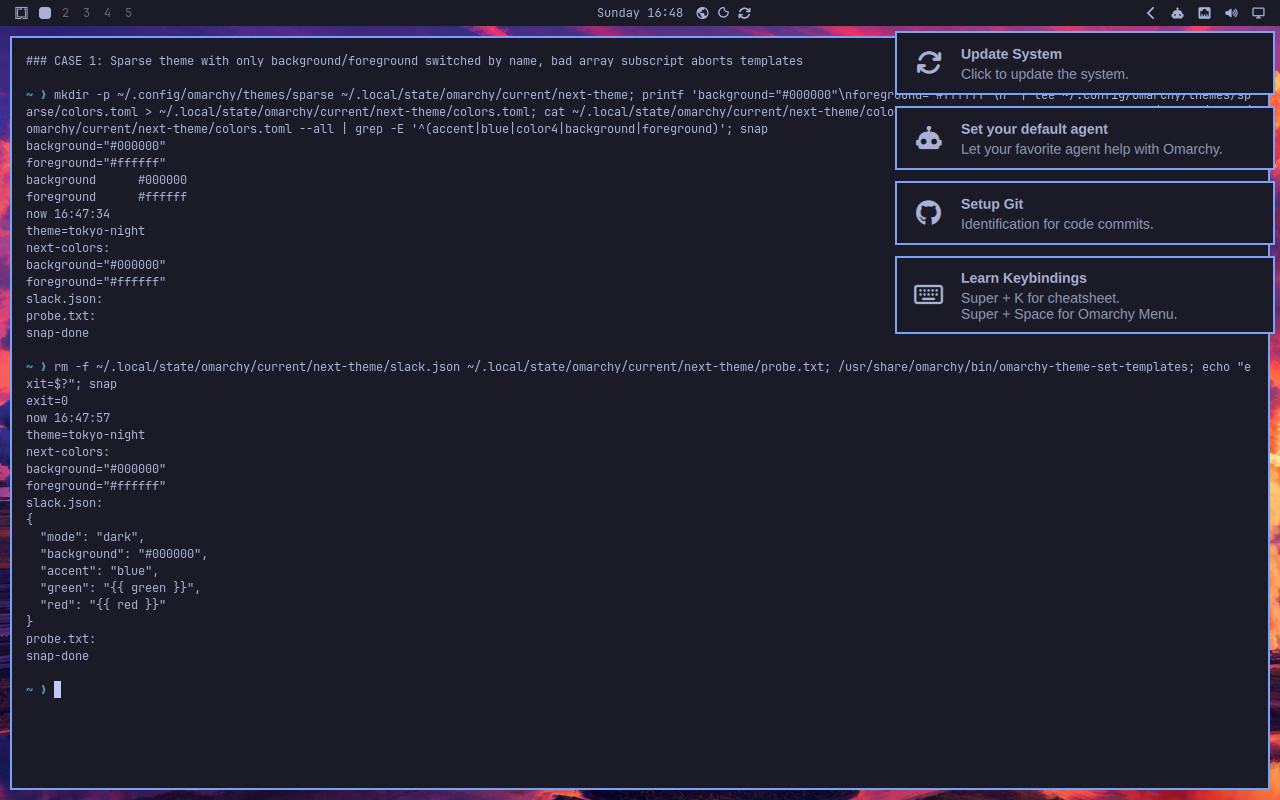 2 3 4 5
Sunday 16:48
### CASE 1: Sparse theme with only background/foreground switched by name, bad array subscript aborts templates
~ ❯ mkdir -p ~/.config/omarchy/themes/sparse ~/.local/state/omarchy/current/next-theme; printf 'background="#000000"\nforeground="#ffffff"\n' | tee ~/.config/omarchy/themes/sp
arse/colors.toml > ~/.local/state/omarchy/current/next-theme/colors.toml; cat ~/.local/state/omarchy/current/next-theme/colo
omarchy/current/next-theme/colors.toml --all | grep -E '^(accent|blue|color4|background|foreground)'; snap
background="#000000"
foreground="#ffffff"
background      #000000
foreground      #ffffff
now 16:47:34
theme=tokyo-night
next-colors:
background="#000000"
foreground="#ffffff"
slack.json:
probe.txt:
snap-done
~ ❯ rm -f ~/.local/state/omarchy/current/next-theme/slack.json ~/.local/state/omarchy/current/next-theme/probe.txt; /usr/share/omarchy/bin/omarchy-theme-set-templates; echo "e
xit=$?"; snap
exit=0
now 16:47:57
theme=tokyo-night
next-colors:
background="#000000"
foreground="#ffffff"
slack.json:
{
  "mode": "dark",
  "background": "#000000",
  "accent": "blue",
  "green": "{{ green }}",
  "red": "{{ red }}"
}
probe.txt:
snap-done
~ ❯
Update System
Click to update the system.
Set your default agent
Let your favorite agent help with Omarchy.
Setup Git
Identification for code commits.
Learn Keybindings
Super + K for cheatsheet.
Super + Space for Omarchy Menu.